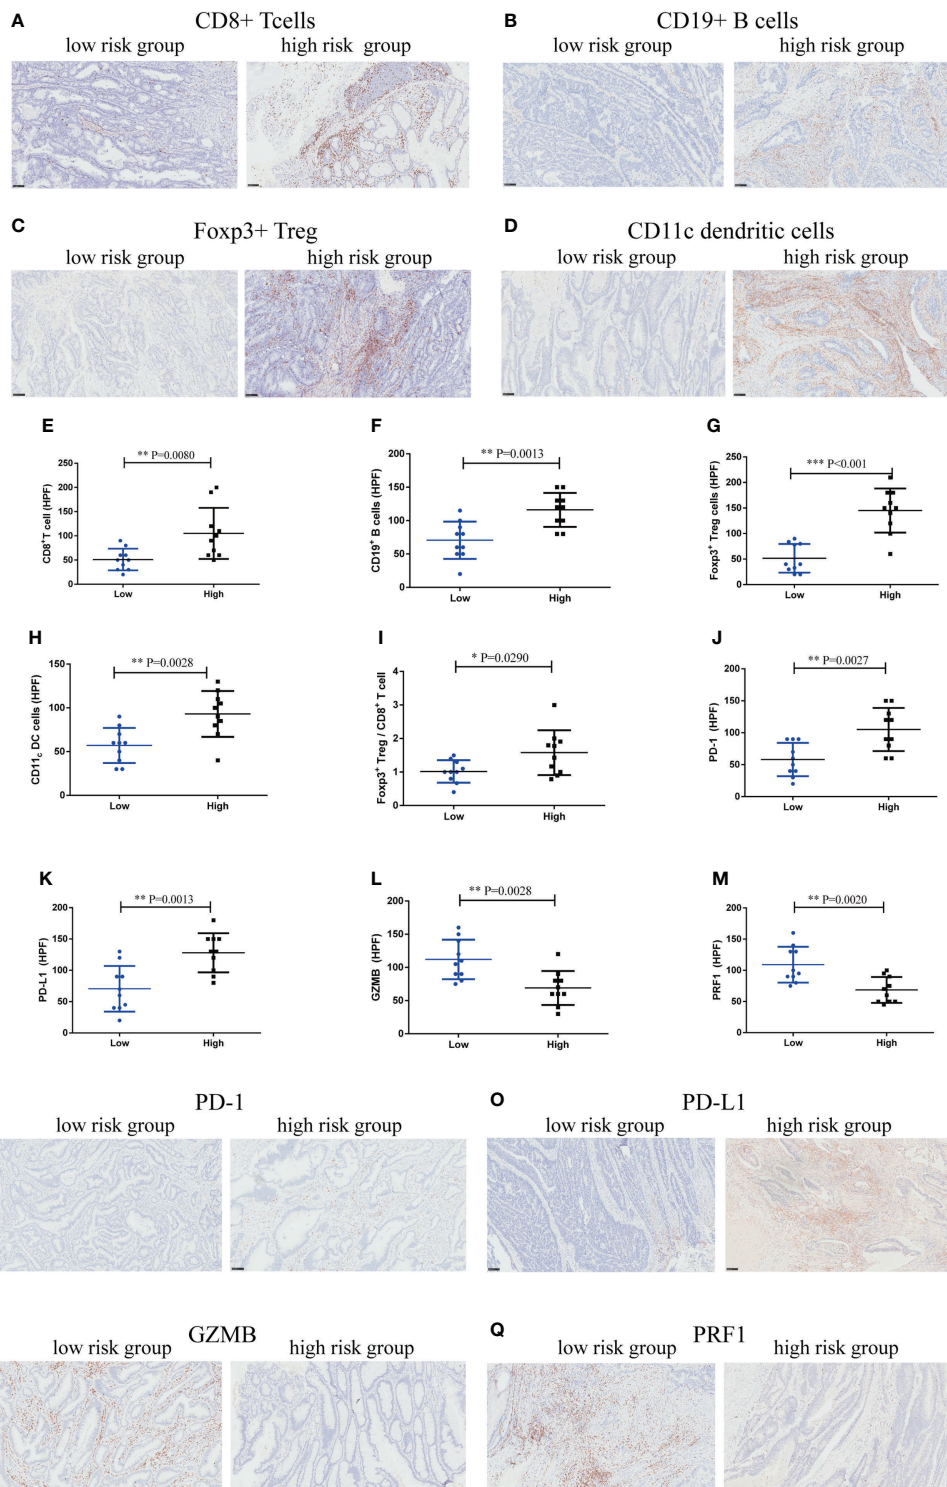 A CD8+ Tcells
low risk group high risk group
B CD19+ B cells
low risk group high risk group
C Foxp3+ Treg
low risk group high risk group
D CD11c dendritic cells
low risk group high risk group
E
** P=0.0080
CD8+T cell (HPF)
250
200
150
100
50
0
Low High
F
** P=0.0013
CD19+ B cells (HPF)
200
150
100
50
0
Low High
G
*** P<0.001
Foxp3+ Treg cells (HPF)
250
200
150
100
50
0
Low High
H
** P=0.0028
CD11c DC cells (HPF)
150
100
50
0
Low High
I
* P=0.0290
Foxp3+ Treg / CD8+ T cell
4
3
2
1
0
Low High
J
** P=0.0027
PD-1 (HPF)
200
150
100
50
0
Low High
K
** P=0.0013
PD-L1 (HPF)
200
150
100
50
0
Low High
L
** P=0.0028
GZMB (HPF)
200
150
100
50
0
Low High
M
** P=0.0020
PRF1 (HPF)
200
150
100
50
0
Low High
PD-1
low risk group high risk group
O PD-L1
low risk group high risk group
GZMB
low risk group high risk group
Q PRF1
low risk group high risk group